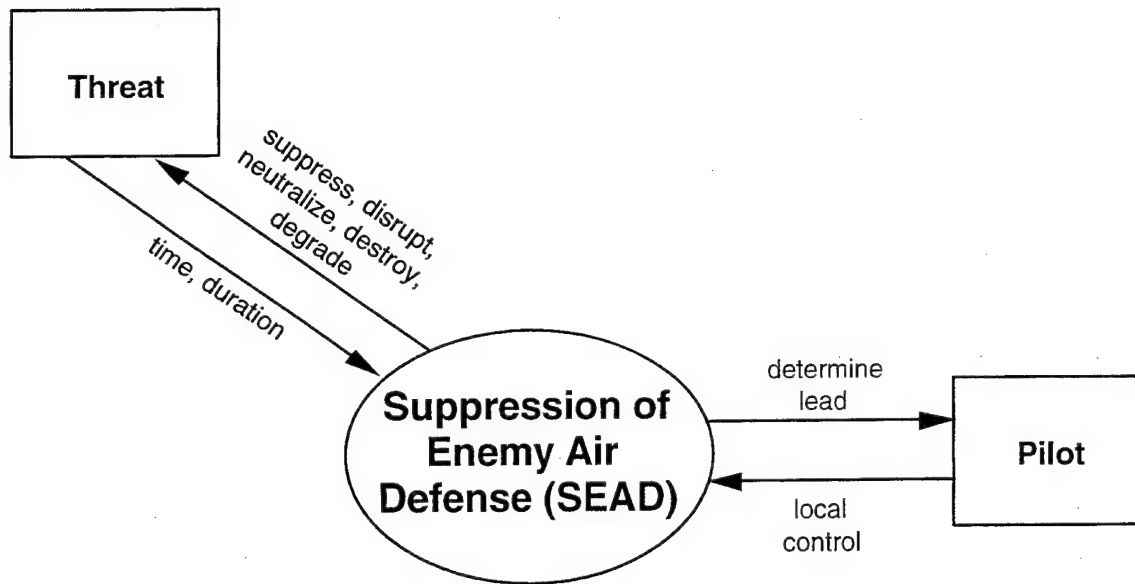 Threat
suppress, disrupt,
neutralize, destroy,
degrade
time, duration
Suppression of
Enemy Air
Defense (SEAD)
determine
lead
Pilot
local
control